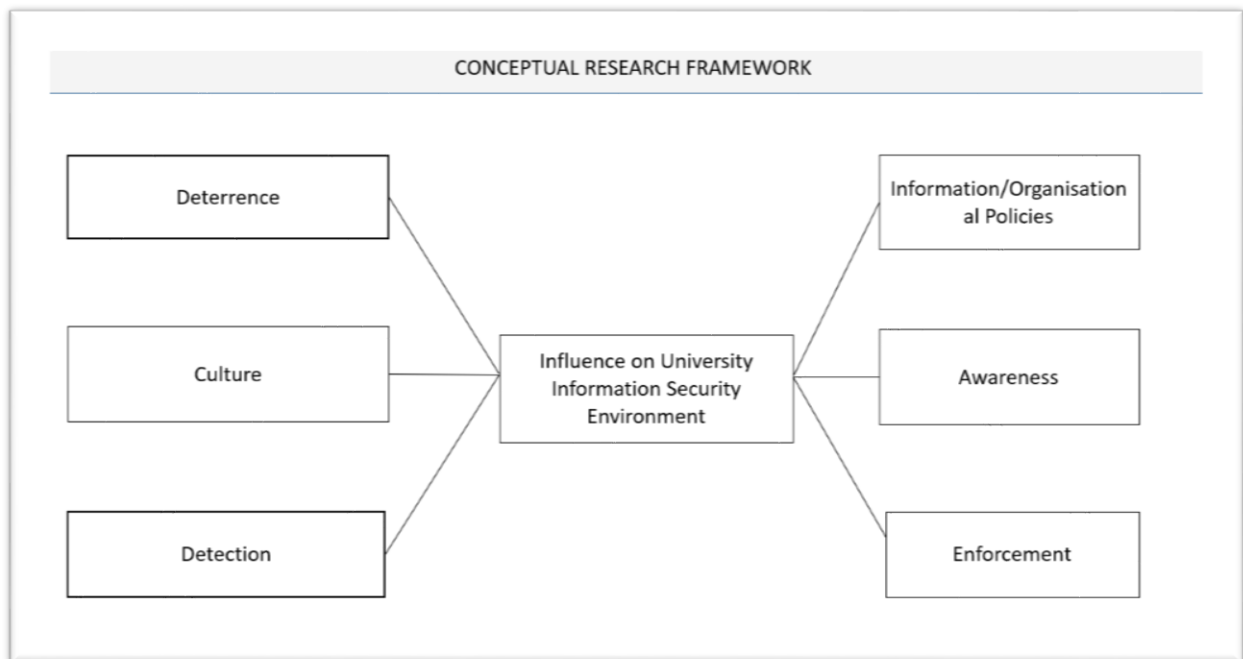 CONCEPTUAL RESEARCH FRAMEWORK
Deterrence
Culture
Detection
Influence on University
Information Security
Environment
Information/Organisation
al Policies
Awareness
Enforcement